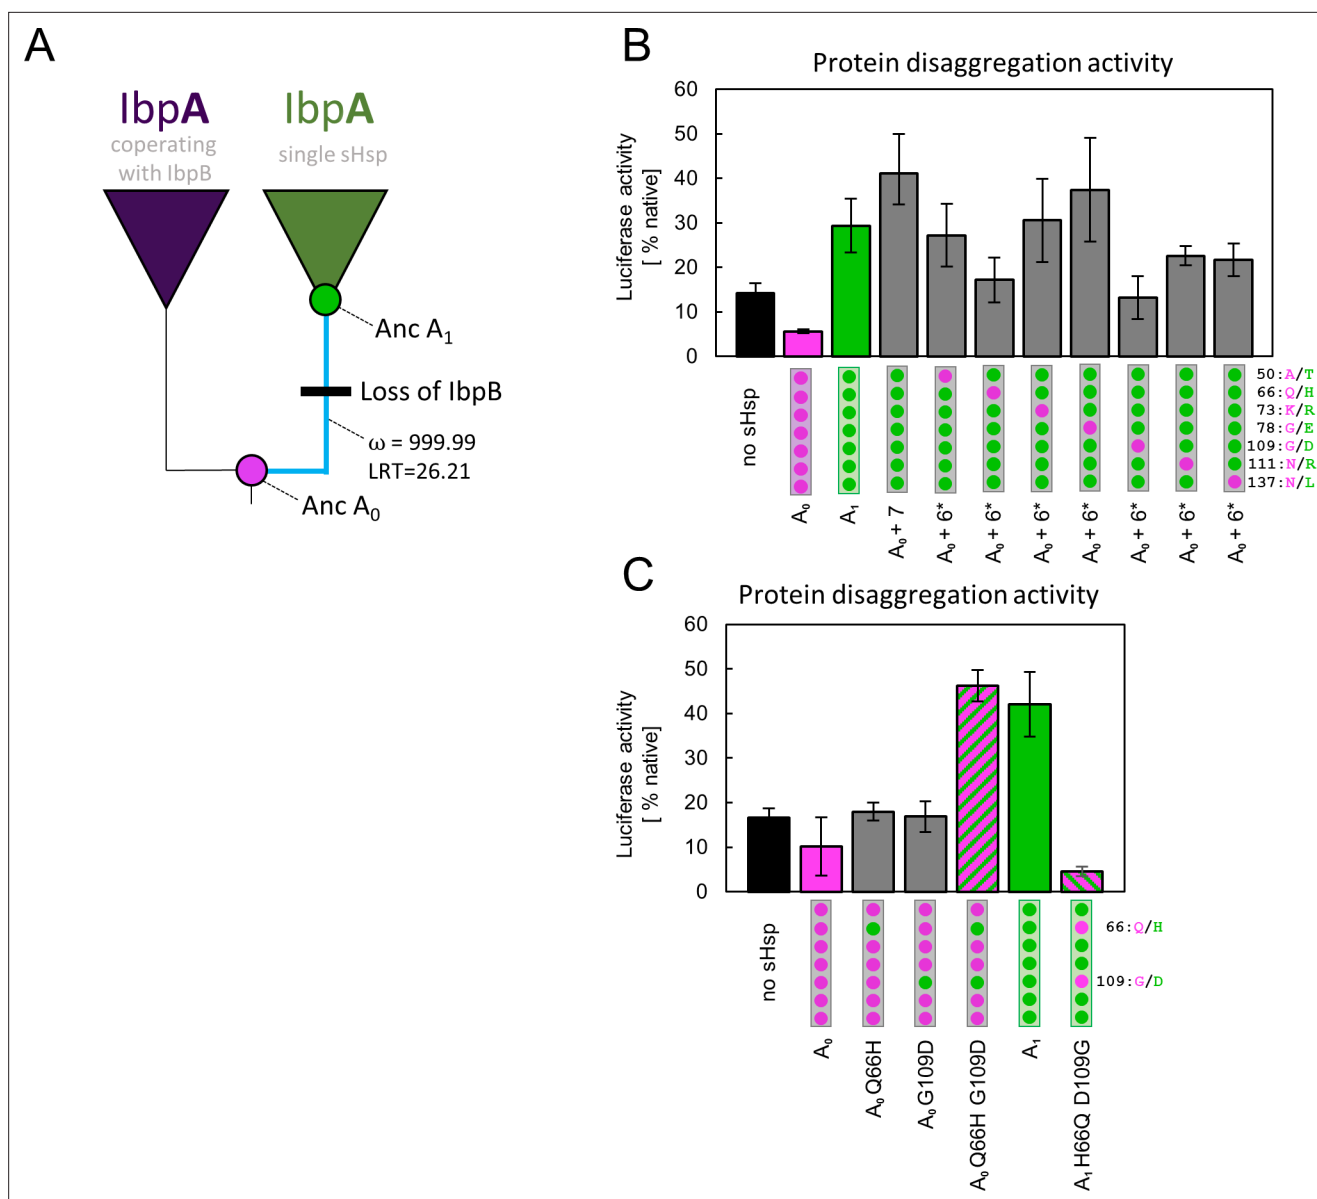 A
IbpA
coperating
with IbpB
IbpA
single sHsp
Anc A₁
Loss of IbpB
ω = 999.99
LRT=26.21
Anc A₀
B
Protein disaggregation activity
Luciferase activity
[ % native]
60
50
40
30
20
10
0
50:A/T
66:Q/H
73:K/R
78:G/E
109:G/D
111:N/R
137:N/L
no sHsp
A₀
A₁
A₀ + 7
A₀ + 6*
A₀ + 6*
A₀ + 6*
A₀ + 6*
A₀ + 6*
A₀ + 6*
A₀ + 6*
C
Protein disaggregation activity
Luciferase activity
[ % native]
60
50
40
30
20
10
0
66:Q/H
109:G/D
no sHsp
A₀
A₀ Q66H
A₀ G109D
A₀ Q66H G109D
A₁
A₁ H66Q D109G